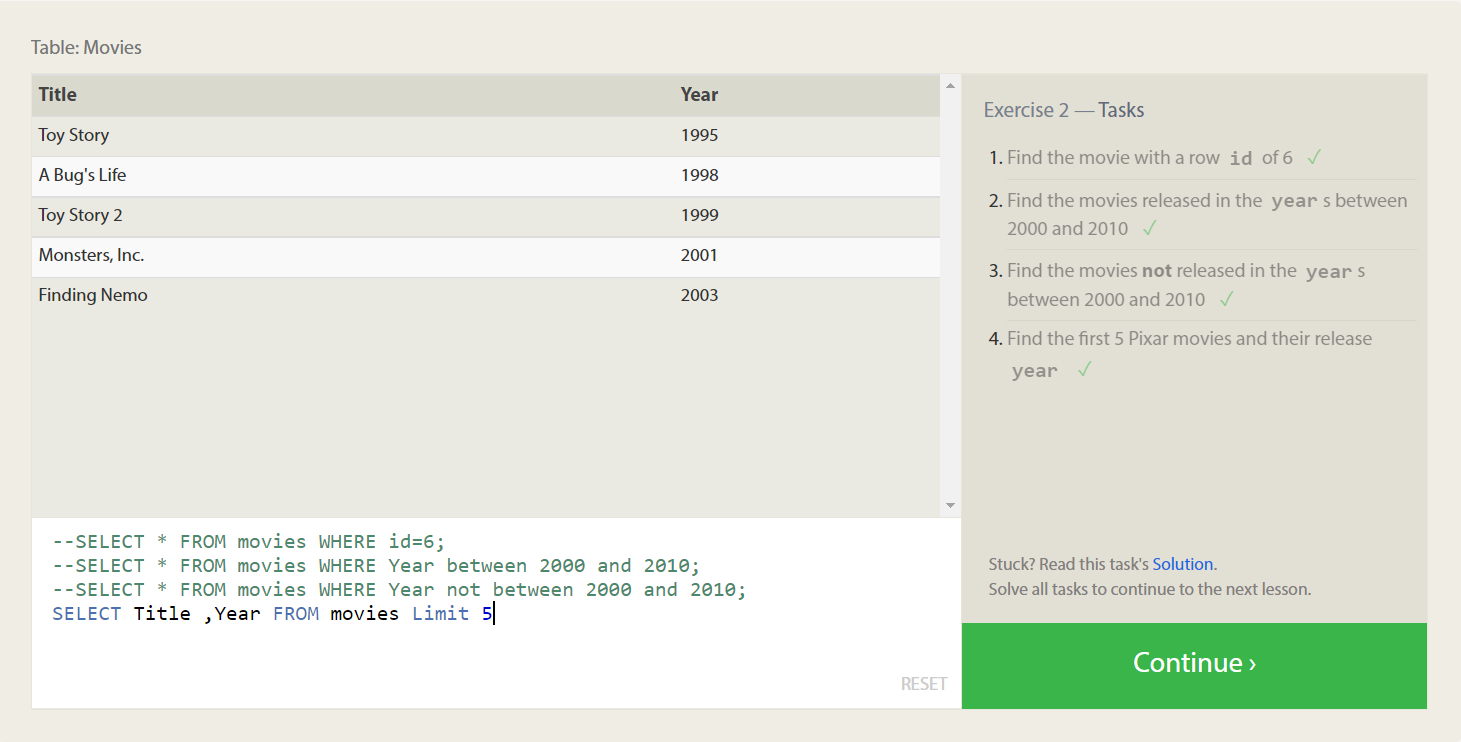 Table: Movies
Title Year
Toy Story 1995
A Bug's Life 1998
Toy Story 2 1999
Monsters, Inc. 2001
Finding Nemo 2003
--SELECT * FROM movies WHERE id=6;
--SELECT * FROM movies WHERE Year between 2000 and 2010;
--SELECT * FROM movies WHERE Year not between 2000 and 2010;
SELECT Title ,Year FROM movies Limit 5
RESET
Exercise 2 — Tasks
1. Find the movie with a row id of 6 ✓
2. Find the movies released in the year s between
2000 and 2010 ✓
3. Find the movies not released in the year s
between 2000 and 2010 ✓
4. Find the first 5 Pixar movies and their release
year ✓
Stuck? Read this task's Solution.
Solve all tasks to continue to the next lesson.
Continue ›